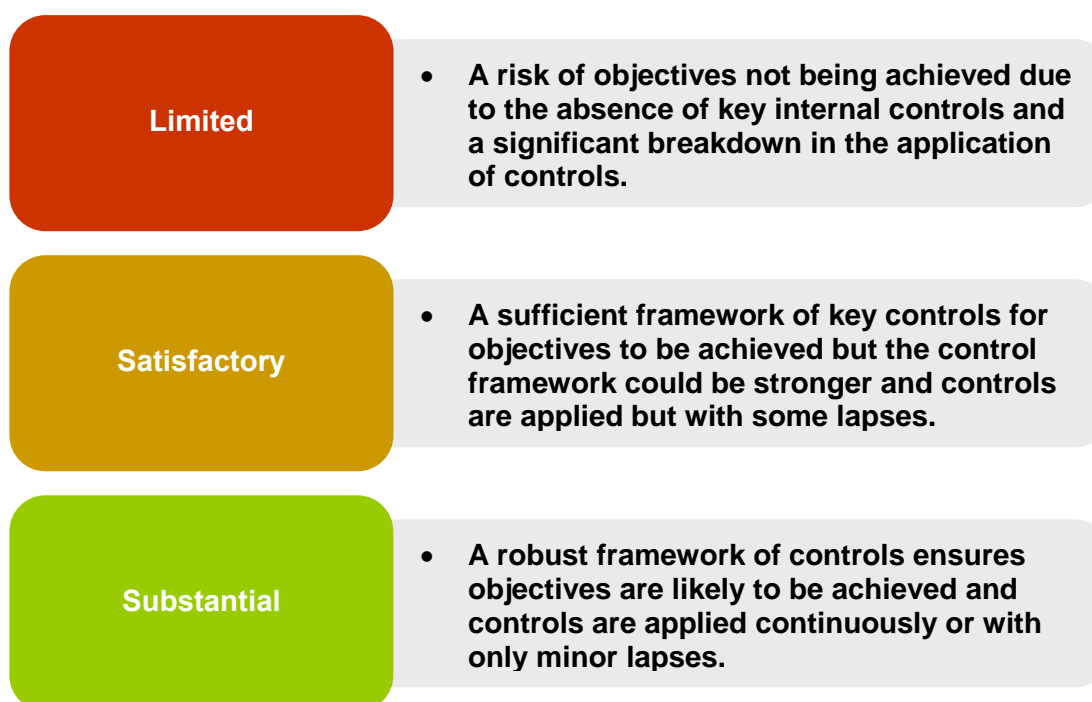 Limited
• A risk of objectives not being achieved due
to the absence of key internal controls and
a significant breakdown in the application
of controls.
Satisfactory
• A sufficient framework of key controls for
objectives to be achieved but the control
framework could be stronger and controls
are applied but with some lapses.
Substantial
• A robust framework of controls ensures
objectives are likely to be achieved and
controls are applied continuously or with
only minor lapses.